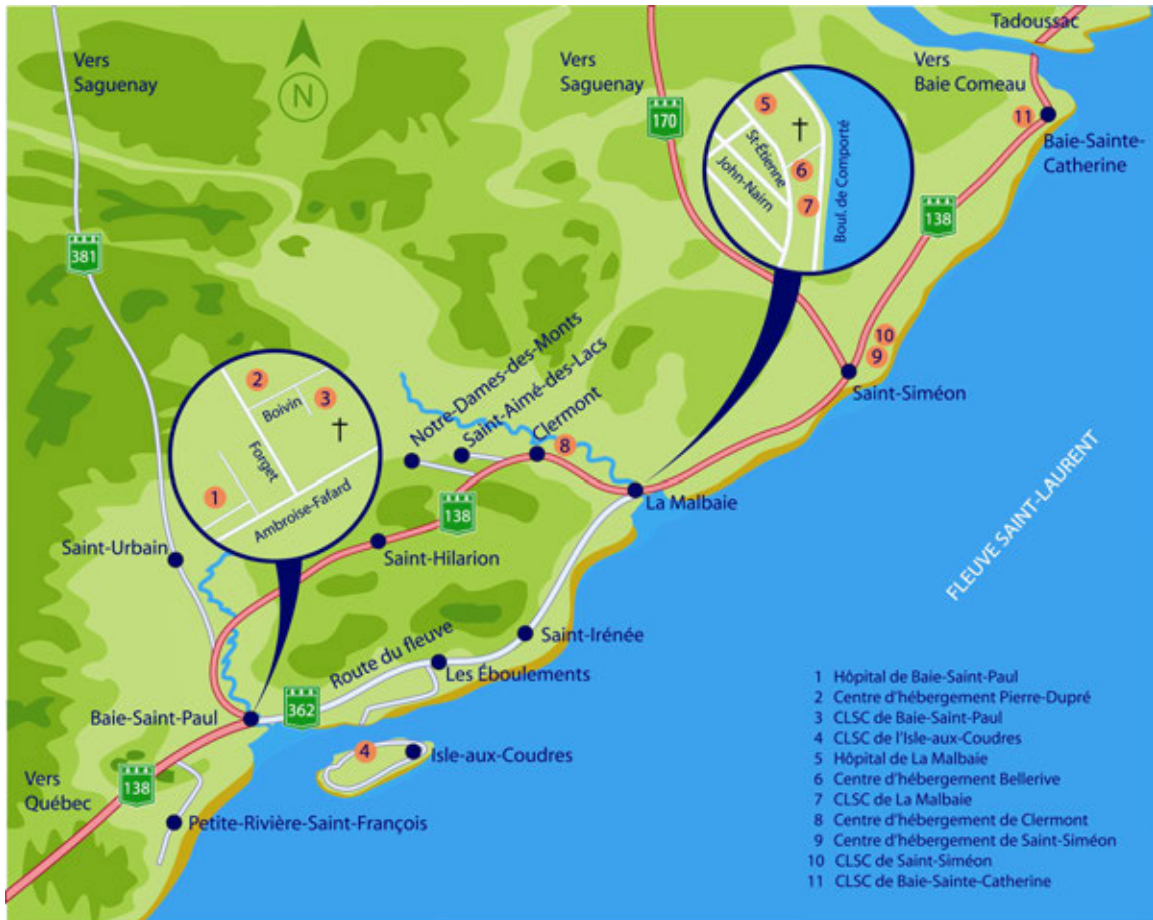 Tadoussac
Vers
Saguenay
N
Vers
Saguenay
Vers
Baie Comeau
170
5
St-Étienne
John-Nairn
6
7
Boul. de Comporté
11
Baie-Sainte-
Catherine
138
381
10
9
Saint-Siméon
2
Boivin
3
Forget
1
Ambroise-Fafard
Notre-Dames-des-Monts
Saint-Aimé-des-Lacs
Clermont
8
La Malbaie
138
Saint-Urbain
Saint-Hilarion
FLEUVE SAINT-LAURENT
Route du fleuve
Saint-Irénée
Les Éboulements
Baie-Saint-Paul
362
4
Isle-aux-Coudres
Vers
Québec
138
Petite-Rivière-Saint-François
1 Hôpital de Baie-Saint-Paul
2 Centre d'hébergement Pierre-Dupré
3 CLSC de Baie-Saint-Paul
4 CLSC de l'Isle-aux-Coudres
5 Hôpital de La Malbaie
6 Centre d'hébergement Bellerive
7 CLSC de La Malbaie
8 Centre d'hébergement de Clermont
9 Centre d'hébergement de Saint-Siméon
10 CLSC de Saint-Siméon
11 CLSC de Baie-Sainte-Catherine